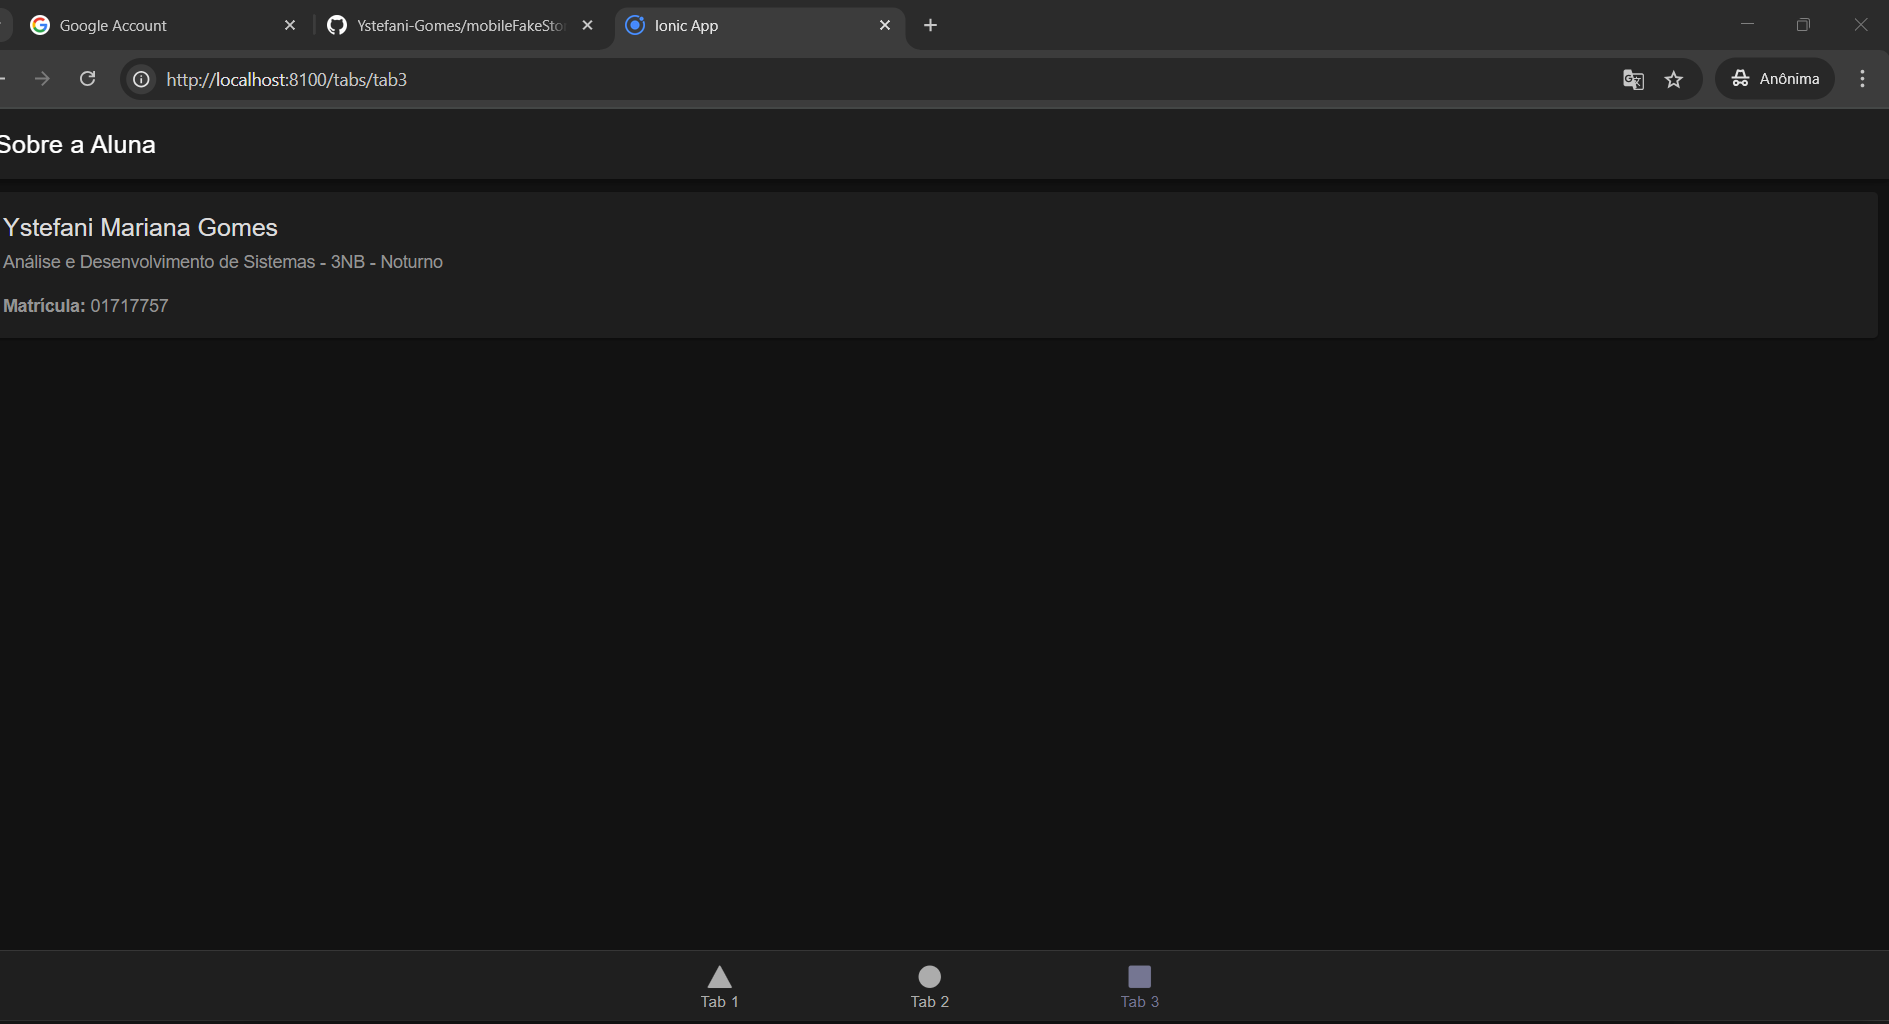 Google Account
Ystefani-Gomes/mobileFakeSto
Ionic App
http://localhost:8100/tabs/tab3
Anônima
Sobre a Aluna
Ystefani Mariana Gomes
Análise e Desenvolvimento de Sistemas - 3NB - Noturno
Matrícula: 01717757
Tab 1
Tab 2
Tab 3